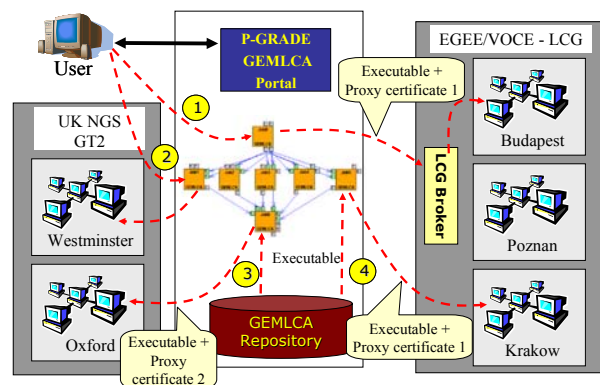 P-GRADE
GEMLCA
Portal
EGEE/VOCE - LCG
User
Executable +
Proxy certificate 1
1
UK NGS
GT2
Budapest
2
LCG Broker
Westminster
Poznan
3
Executable
4
GEMLCA
Repository
Oxford
Executable +
Proxy
certificate 2
Executable +
Proxy certificate 1
Krakow